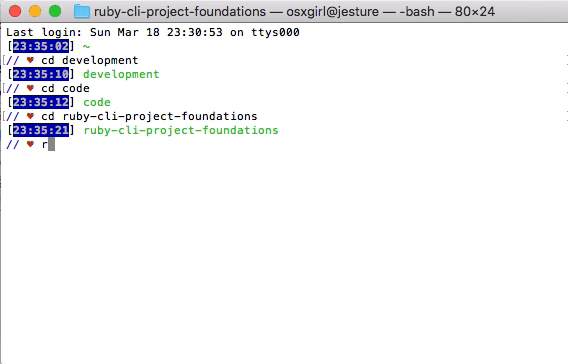 ruby-cli-project-foundations — osxgirl@jesture — -bash — 80×24
Last login: Sun Mar 18 23:30:53 on ttys000
[23:35:02] ~
// ♥ cd development
[23:35:10] development
// ♥ cd code
[23:35:12] code
// ♥ cd ruby-cli-project-foundations
[23:35:21] ruby-cli-project-foundations
// ♥ r